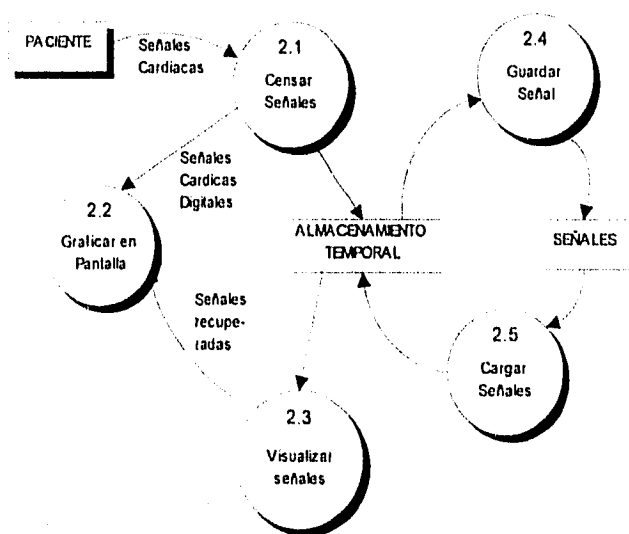 PACIENTE
Señales
Cardiacas
2.1
Censar
Señales
2.4
Guardar
Señal
Señales
Cardicas
Digitales
2.2
Graficar en
Pantalla
ALMACENAMIENTO
TEMPORAL
SEÑALES
Señales
recupe-
radas
2.5
Cargar
Señales
2.3
Visualizar
señales